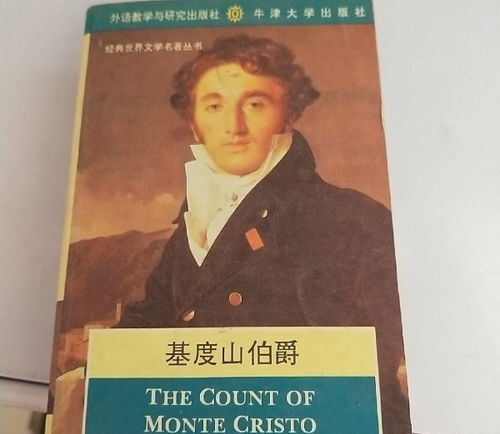 外语教学与研究出版社 牛津大学出版社
经典世界文学名著丛书
基度山伯爵
THE COUNT OF
MONTE CRISTO